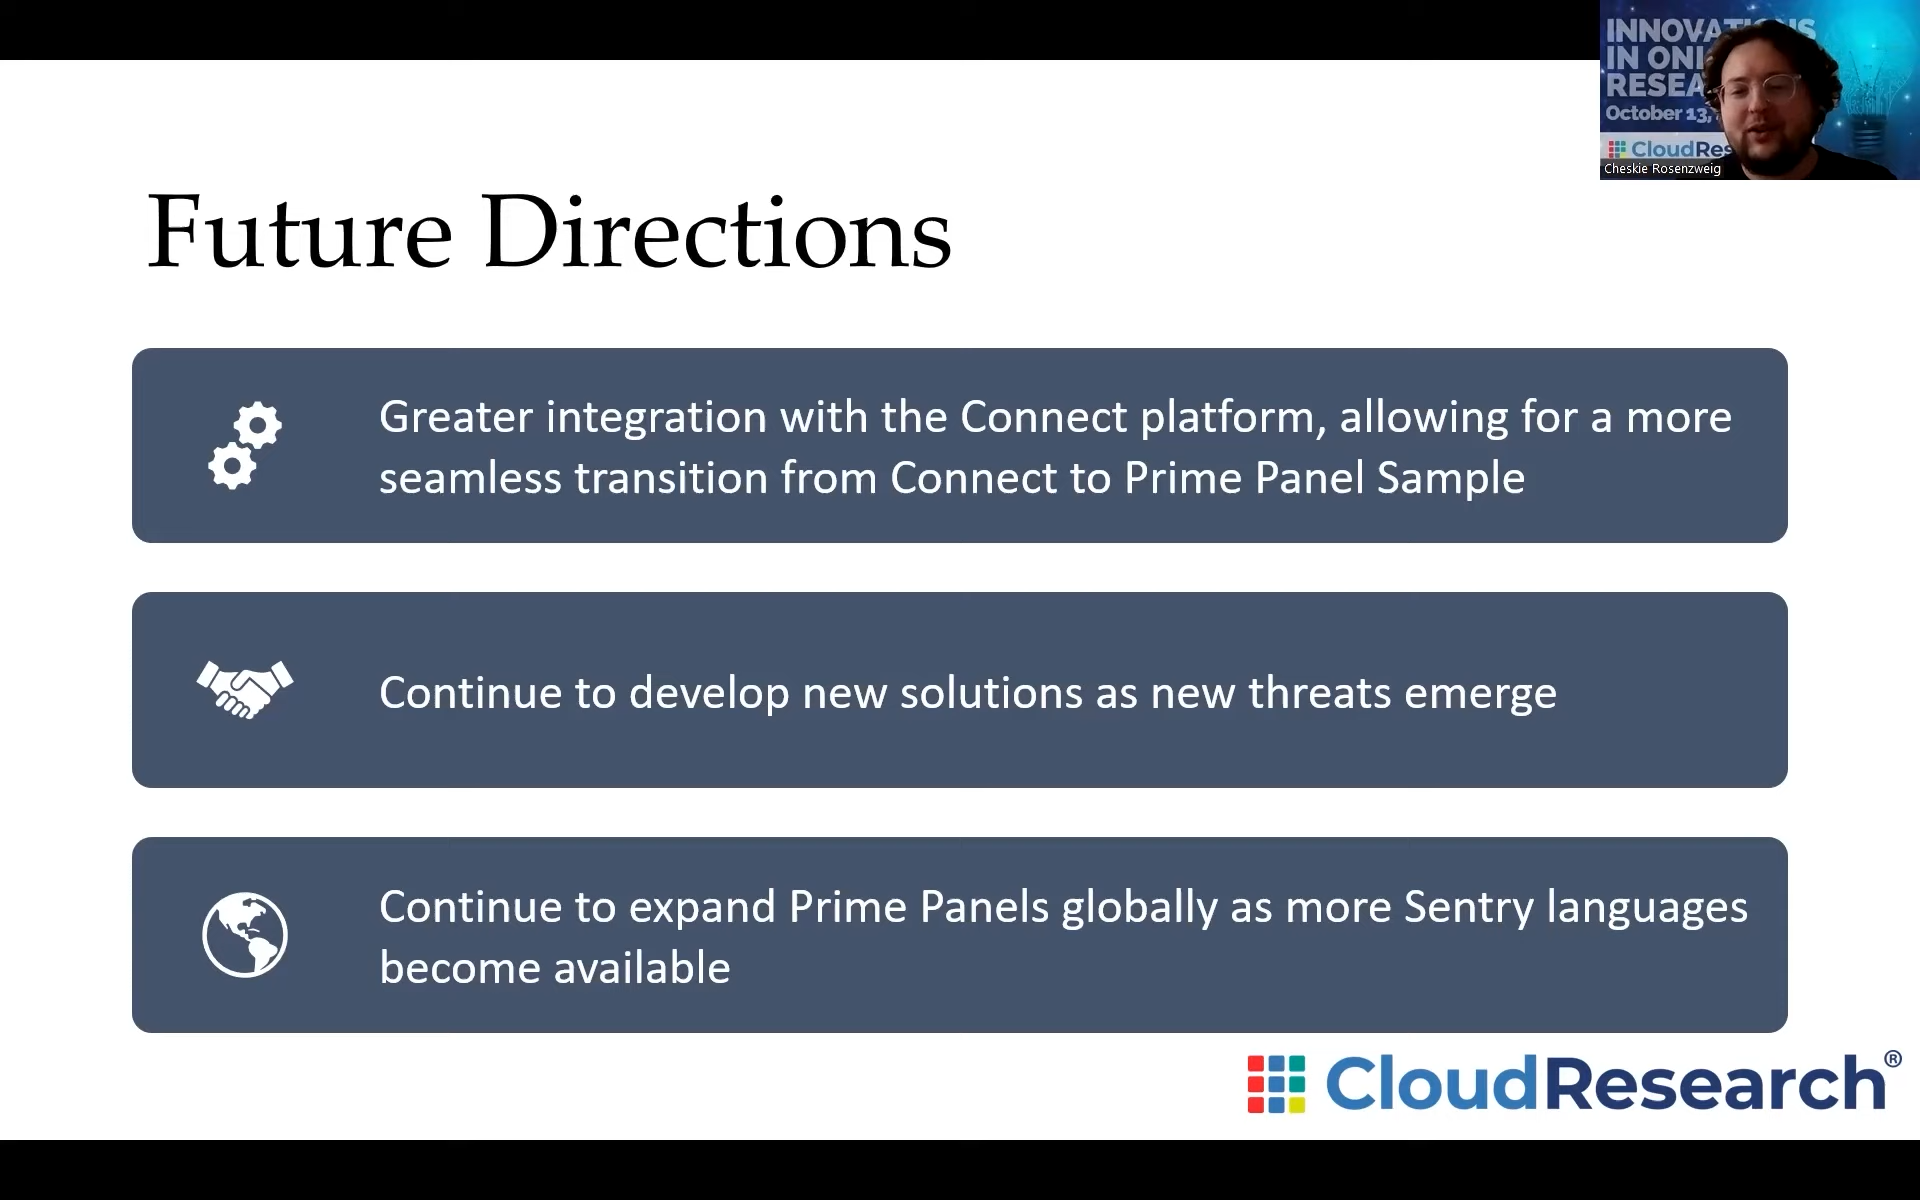 INNOVATIONS
IN ONL
RESEA
October 13,
CloudRes
Cheskie Rosenzweig
Future Directions
Greater integration with the Connect platform, allowing for a more
seamless transition from Connect to Prime Panel Sample
Continue to develop new solutions as new threats emerge
Continue to expand Prime Panels globally as more Sentry languages
become available
CloudResearch®